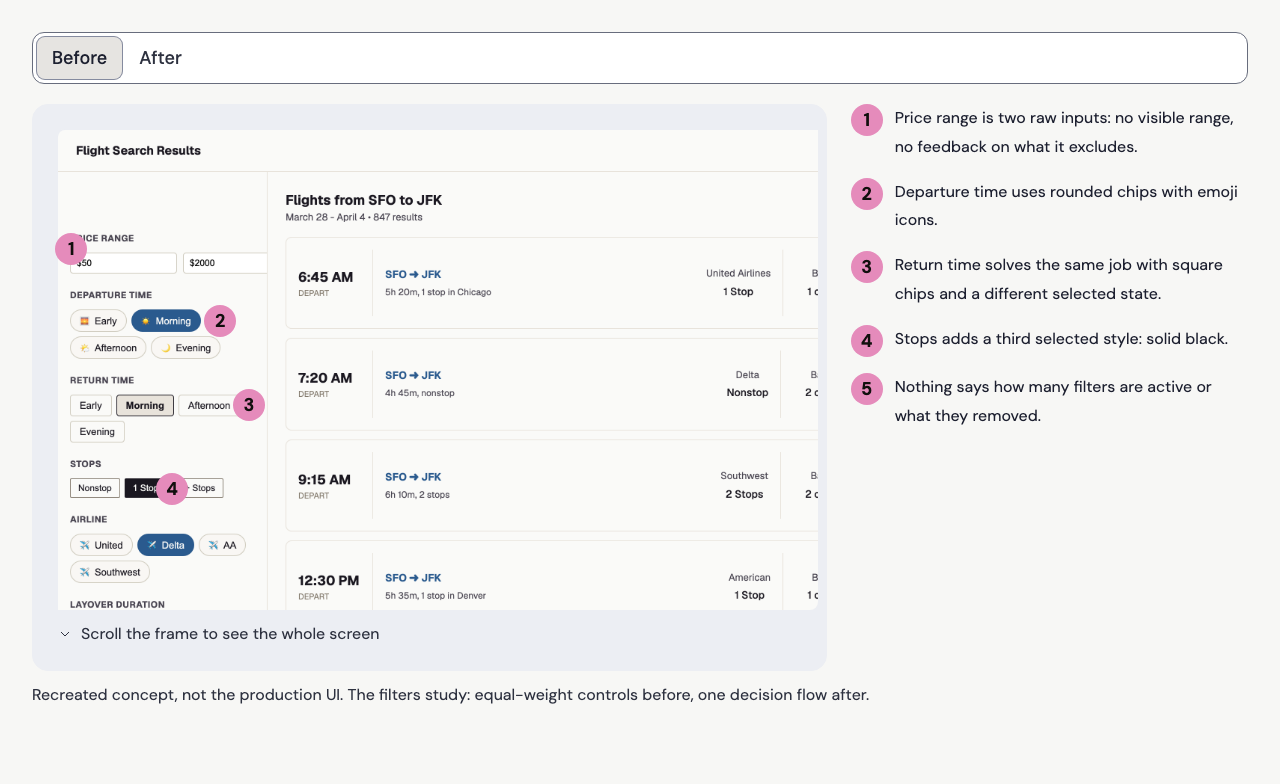 Before
After
Flight Search Results
Flights from SFO to JFK
March 28 - April 4 • 847 results
1
ICE RANGE
$50
$2000
DEPARTURE TIME
Early
Morning
2
Afternoon
Evening
RETURN TIME
Early
Morning
Afternoon
3
Evening
STOPS
Nonstop
1 Stop
4
Stops
AIRLINE
United
Delta
AA
Southwest
LAYOVER DURATION
6:45 AM
DEPART
SFO ➜ JFK
5h 20m, 1 stop in Chicago
United Airlines
1 Stop
7:20 AM
DEPART
SFO ➜ JFK
4h 45m, nonstop
Delta
Nonstop
9:15 AM
DEPART
SFO ➜ JFK
6h 10m, 2 stops
Southwest
2 Stops
12:30 PM
DEPART
SFO ➜ JFK
5h 35m, 1 stop in Denver
American
1 Stop
Scroll the frame to see the whole screen
1
Price range is two raw inputs: no visible range,
no feedback on what it excludes.
2
Departure time uses rounded chips with emoji
icons.
3
Return time solves the same job with square
chips and a different selected state.
4
Stops adds a third selected style: solid black.
5
Nothing says how many filters are active or
what they removed.
Recreated concept, not the production UI. The filters study: equal-weight controls before, one decision flow after.